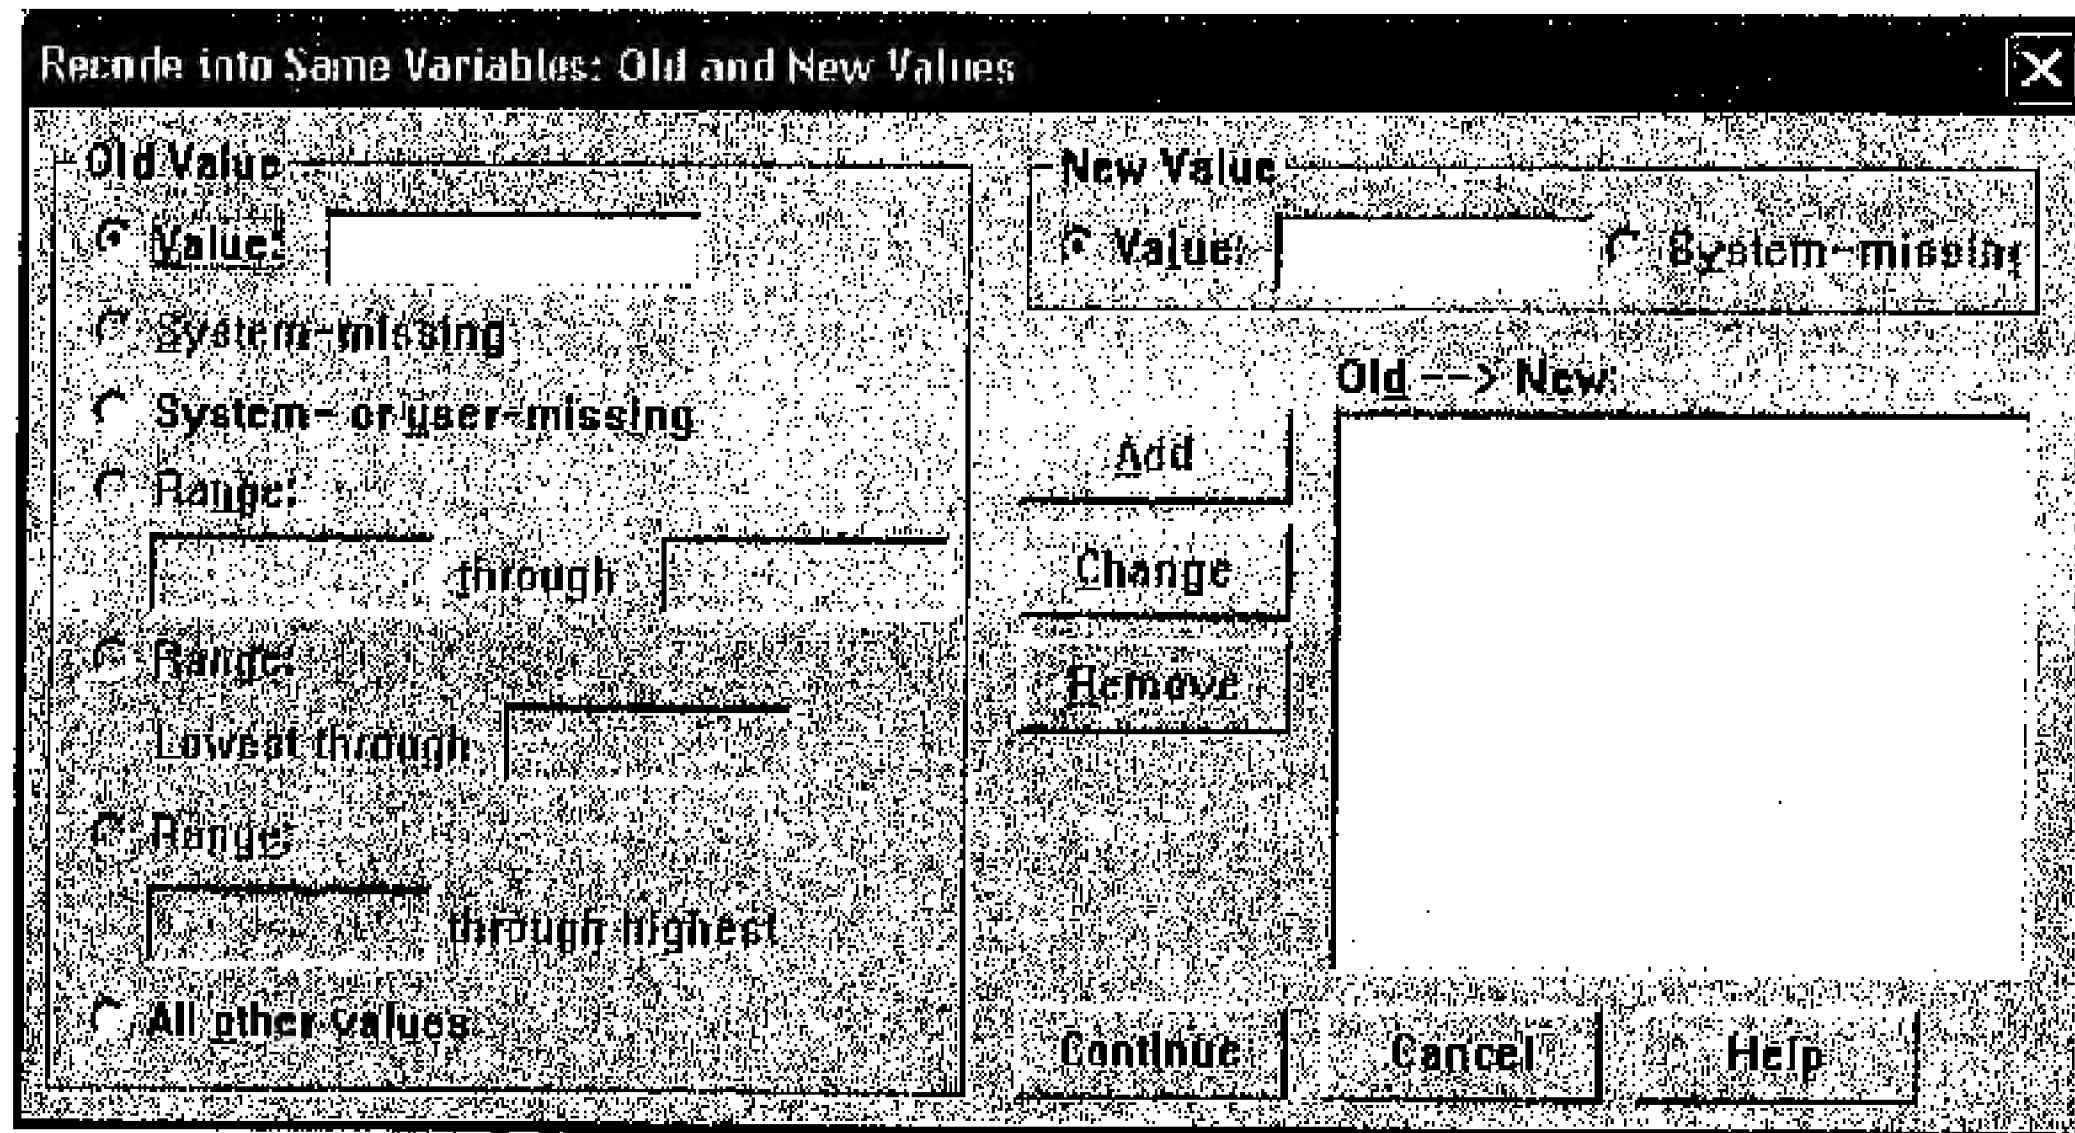 Recode into Same Variables: Old and New Values
Old Value
Value:
System-missing
System- or user-missing
Range:
through
Range:
Lowest through
Range:
through highest
All other values
New Value
Value:
System-missing
Old --> New:
Add
Change
Remove
Continue
Cancel
Help